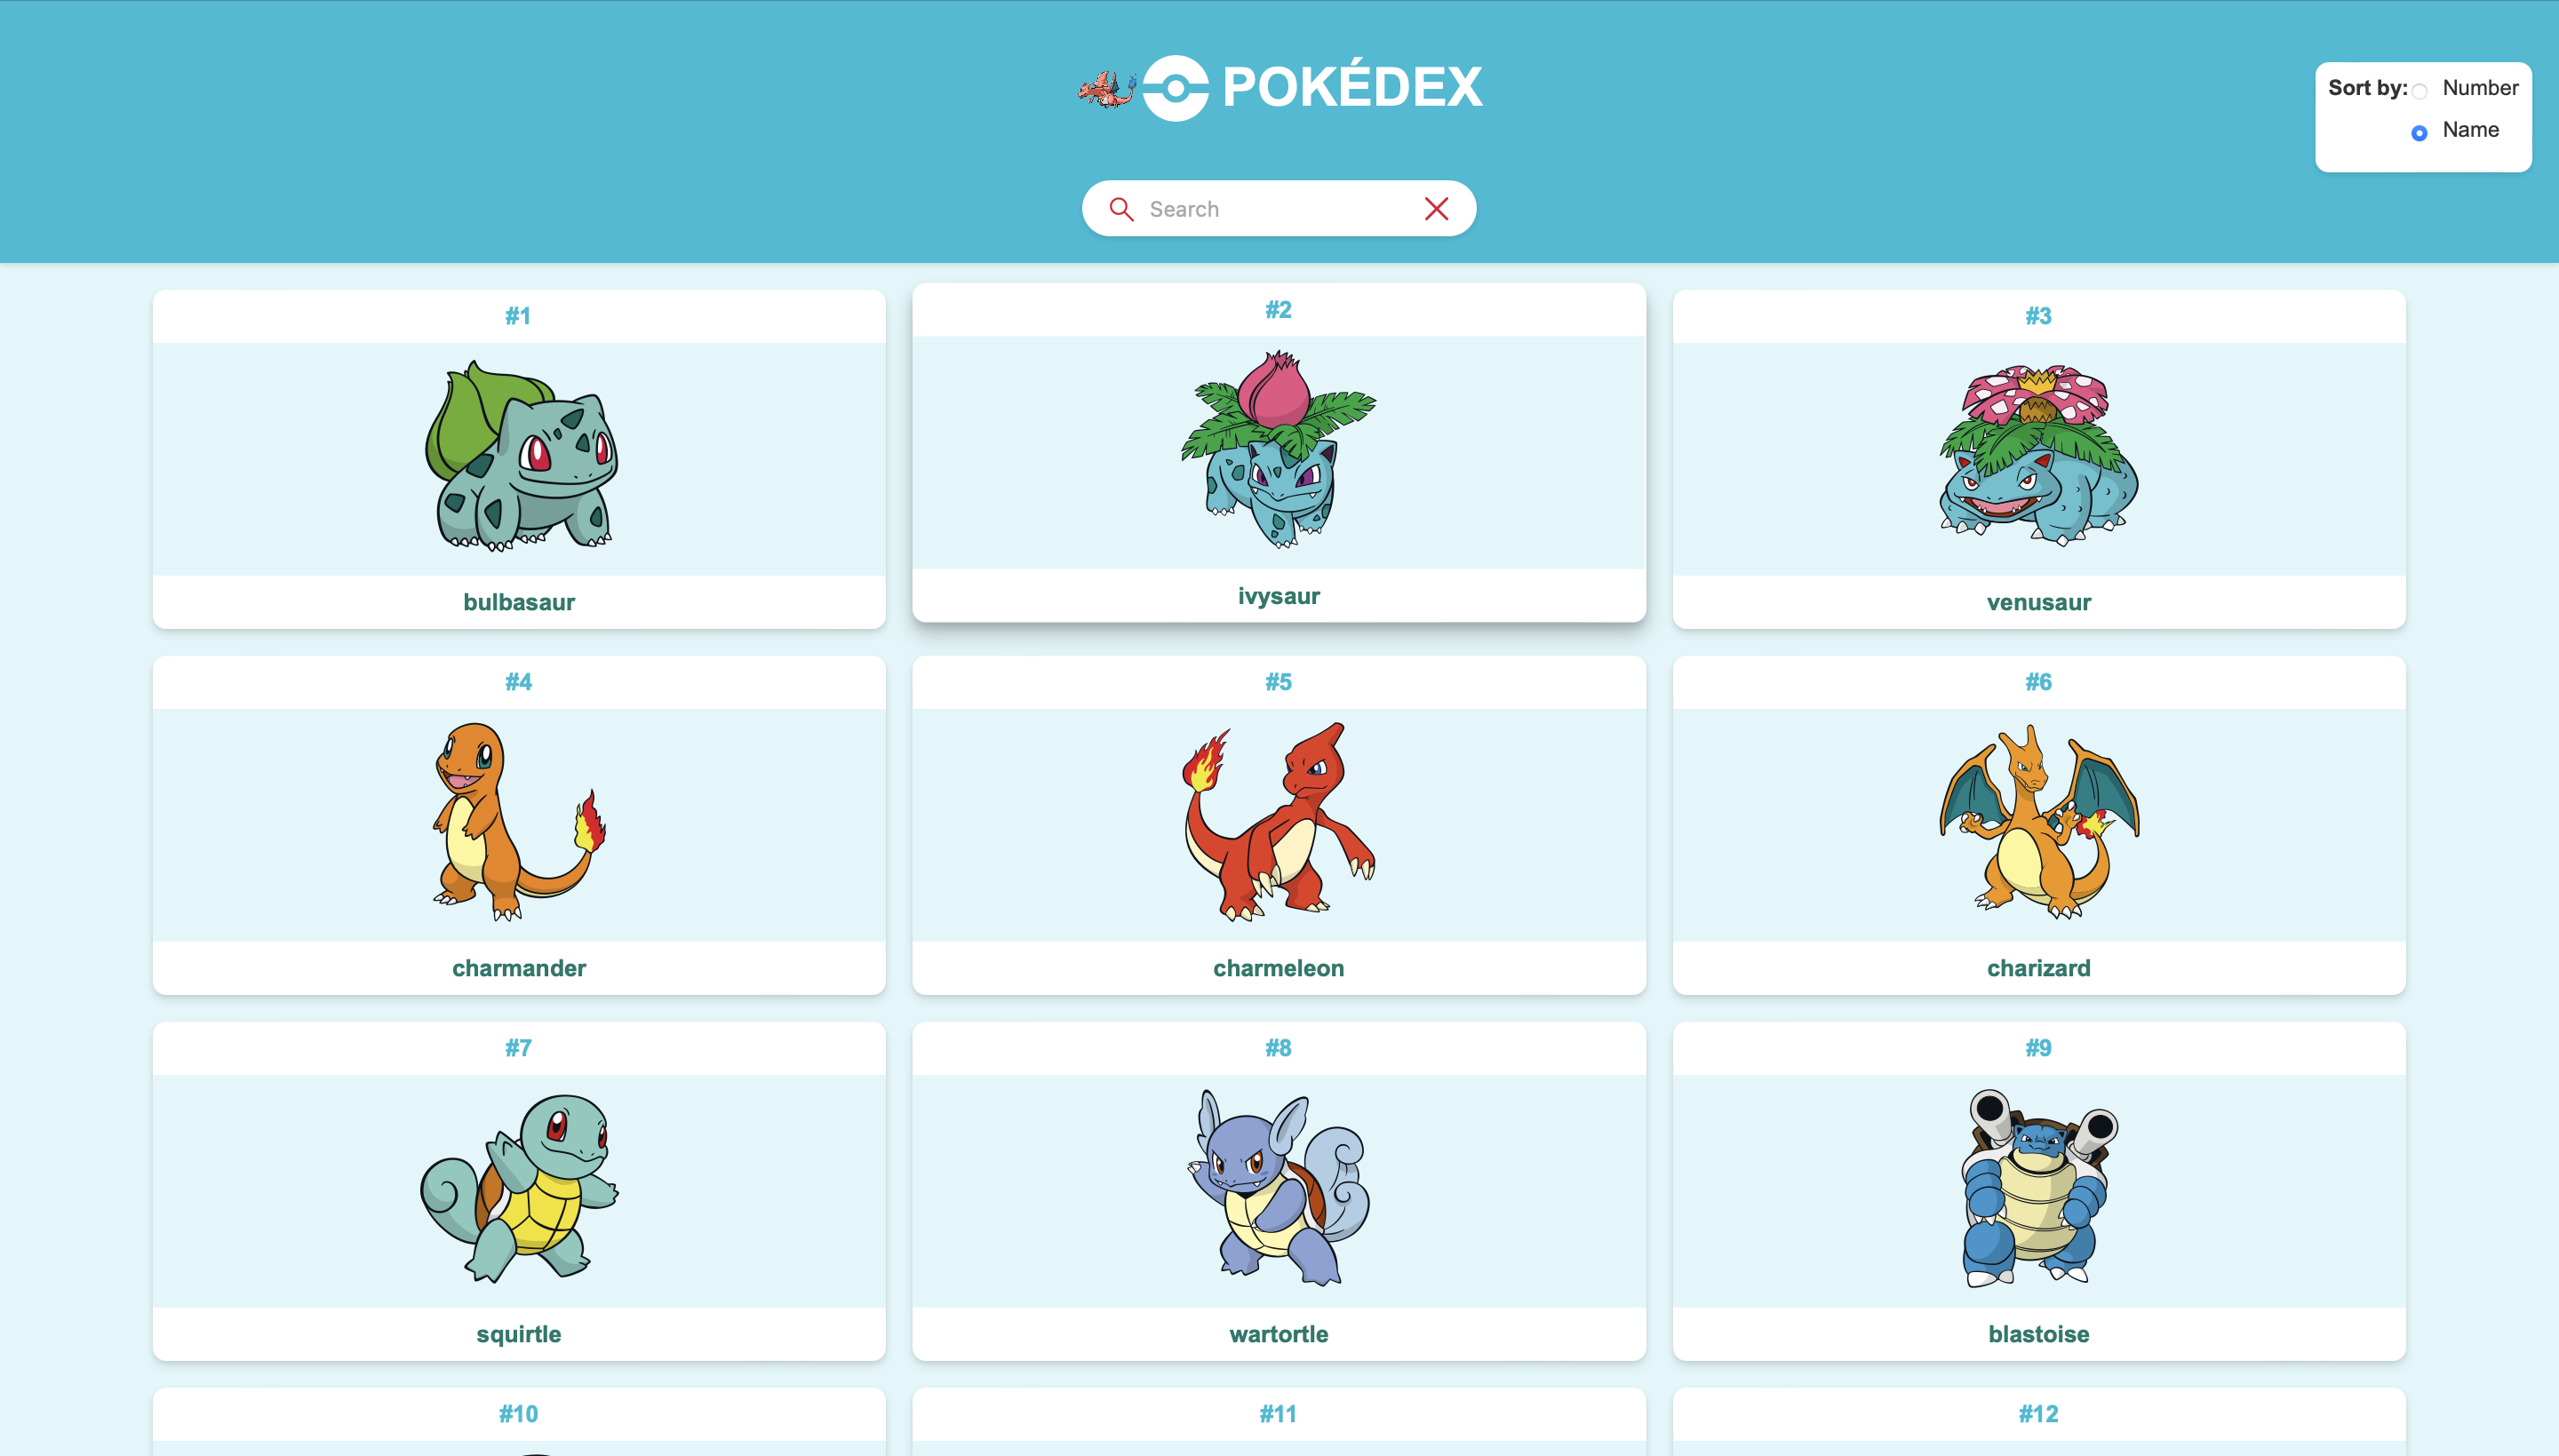 POKÉDEX
Sort by: Number
Name
Search
#1
#2
#3
bulbasaur
ivysaur
venusaur
#4
#5
#6
charmander
charmeleon
charizard
#7
#8
#9
squirtle
wartortle
blastoise
#10
#11
#12